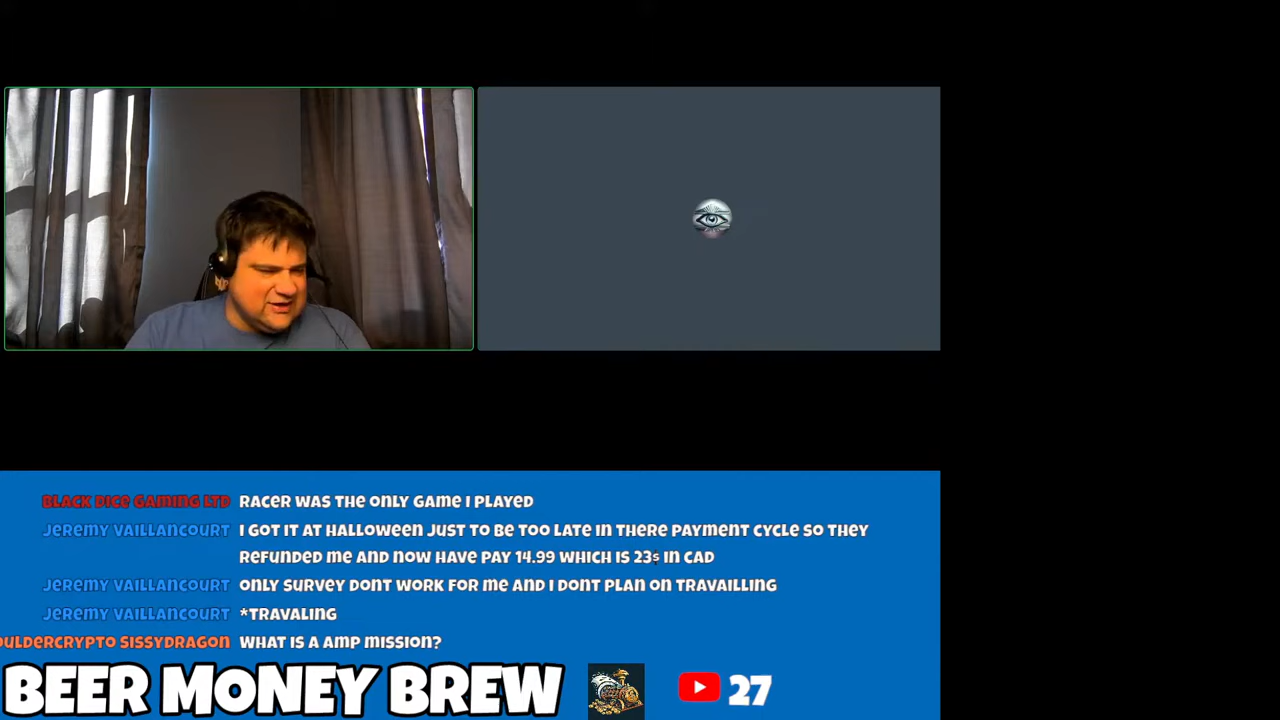 BLACK DICE GAMING LTD RACER WAS THE ONLY GAME I PLAYED
JEREMY VAILLANCOURT I GOT IT AT HALLOWEEN JUST TO BE TOO LATE IN THERE PAYMENT CYCLE SO THEY
REFUNDED ME AND NOW HAVE PAY 14.99 WHICH IS 23$ IN CAD
JEREMY VAILLANCOURT ONLY SURVEY DONT WORK FOR ME AND I DONT PLAN ON TRAVAILLING
JEREMY VAILLANCOURT *TRAVALING
OULDERCRYPTO SISSYDRAGON WHAT IS A AMP MISSION?
BEER MONEY BREW 27